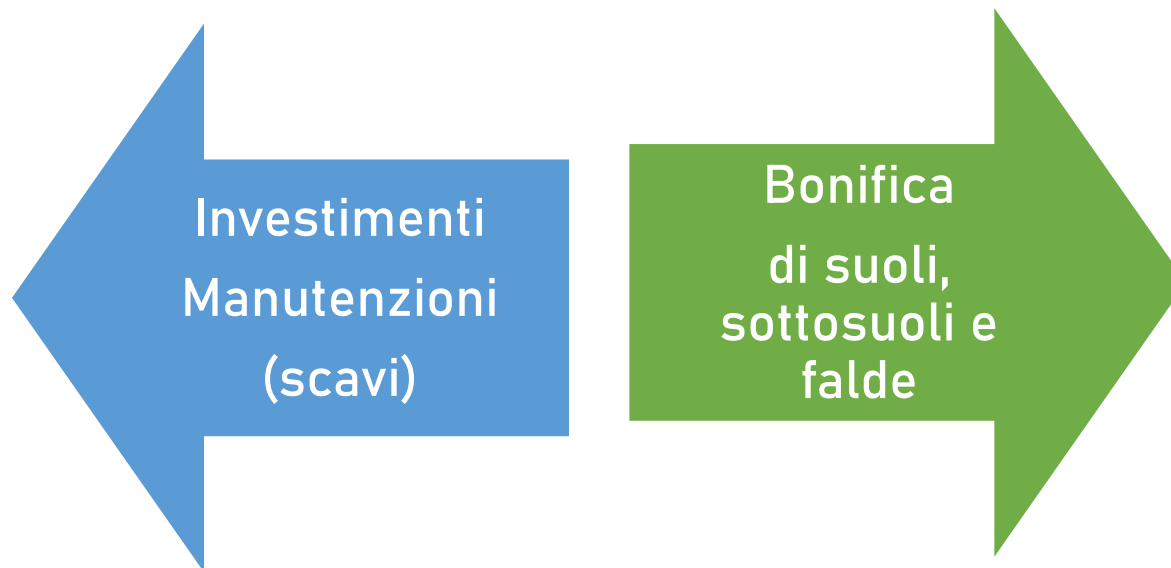 Investimenti
Manutenzioni
(scavi)
Bonifica
di suoli,
sottosuoli e
falde